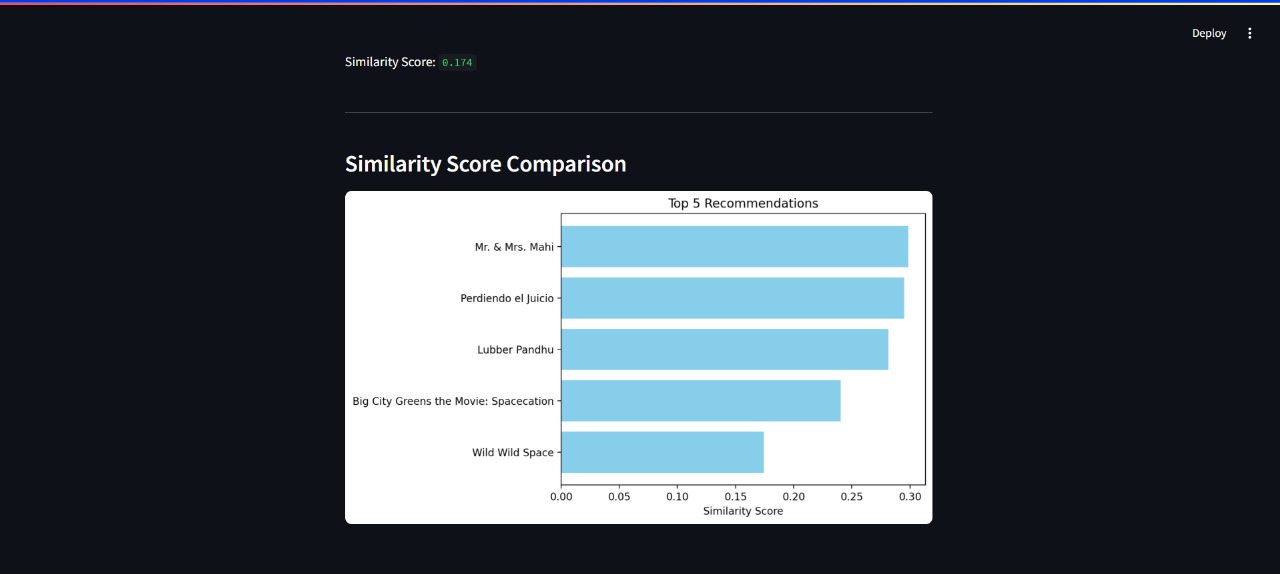 Deploy
Similarity Score: 0.174
Similarity Score Comparison
Top 5 Recommendations
Mr. & Mrs. Mahi
Perdiendo el Juicio
Lubber Pandhu
Big City Greens the Movie: Spacecation
Wild Wild Space
0.00 0.05 0.10 0.15 0.20 0.25 0.30
Similarity Score